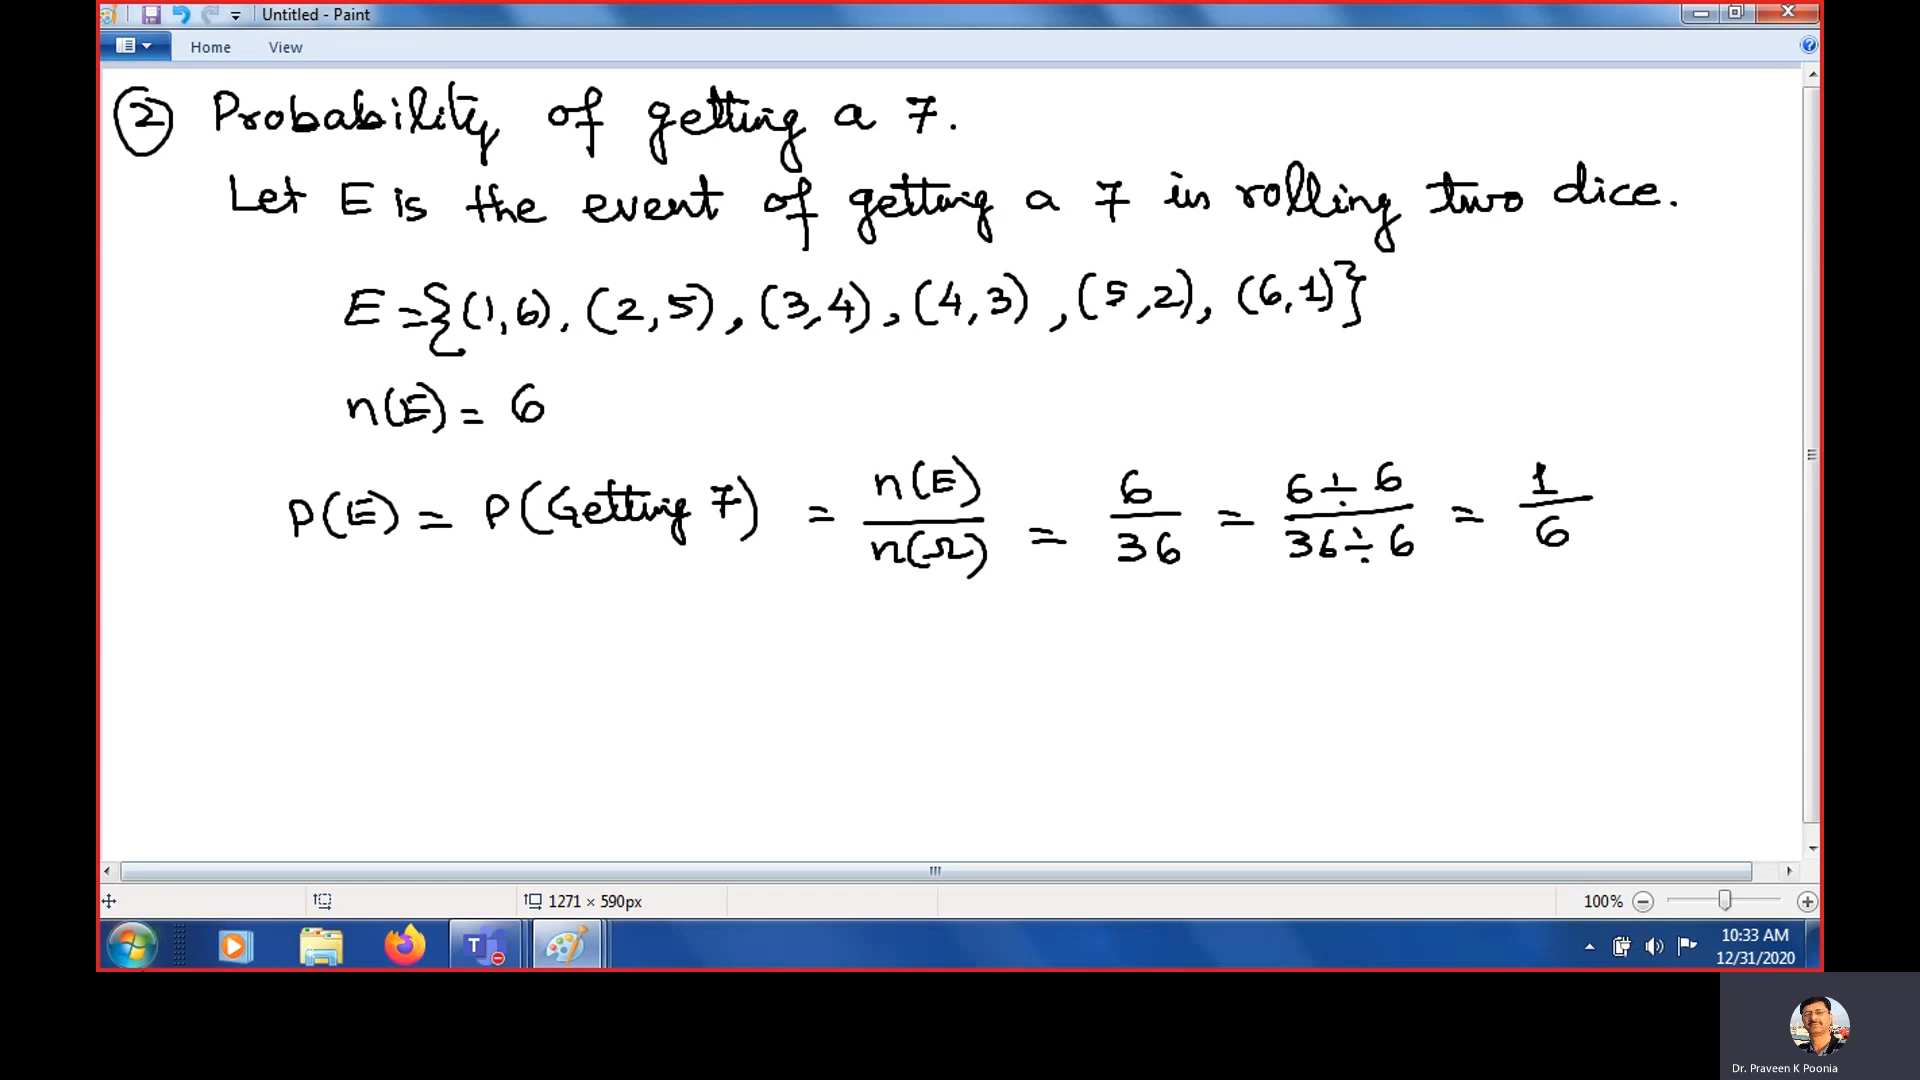 Untitled - Paint
Home View
② Probability of getting a 7.
Let E is the event of getting a 7 in rolling two dice.
E={(1,6), (2,5), (3,4), (4,3), (5,2), (6,1)}
n(E) = 6
P(E) = P(Getting 7) = n(E)/n(Ω) = 6/36 = 6÷6/36÷6 = 1/6
1271 × 590px 100%
T 10:33 AM
12/31/2020
Dr. Praveen K Poonia